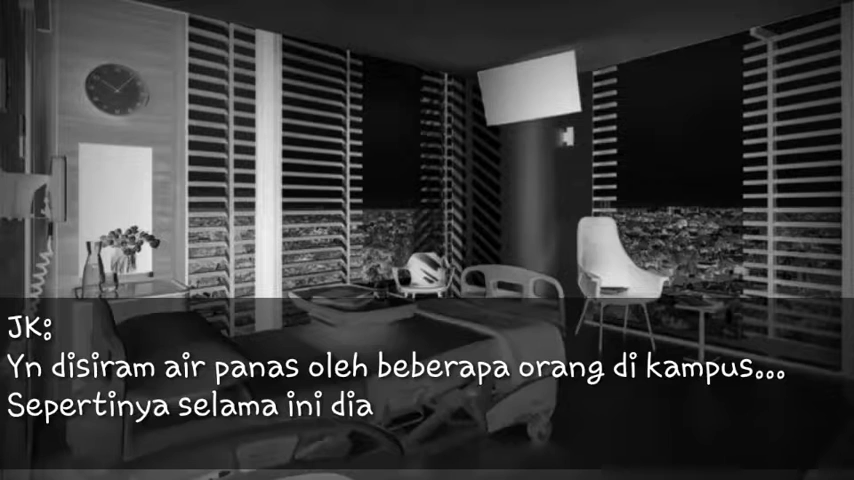 JK:
Yn disiram air panas oleh beberapa orang di kampus...
Sepertinya selama ini dia